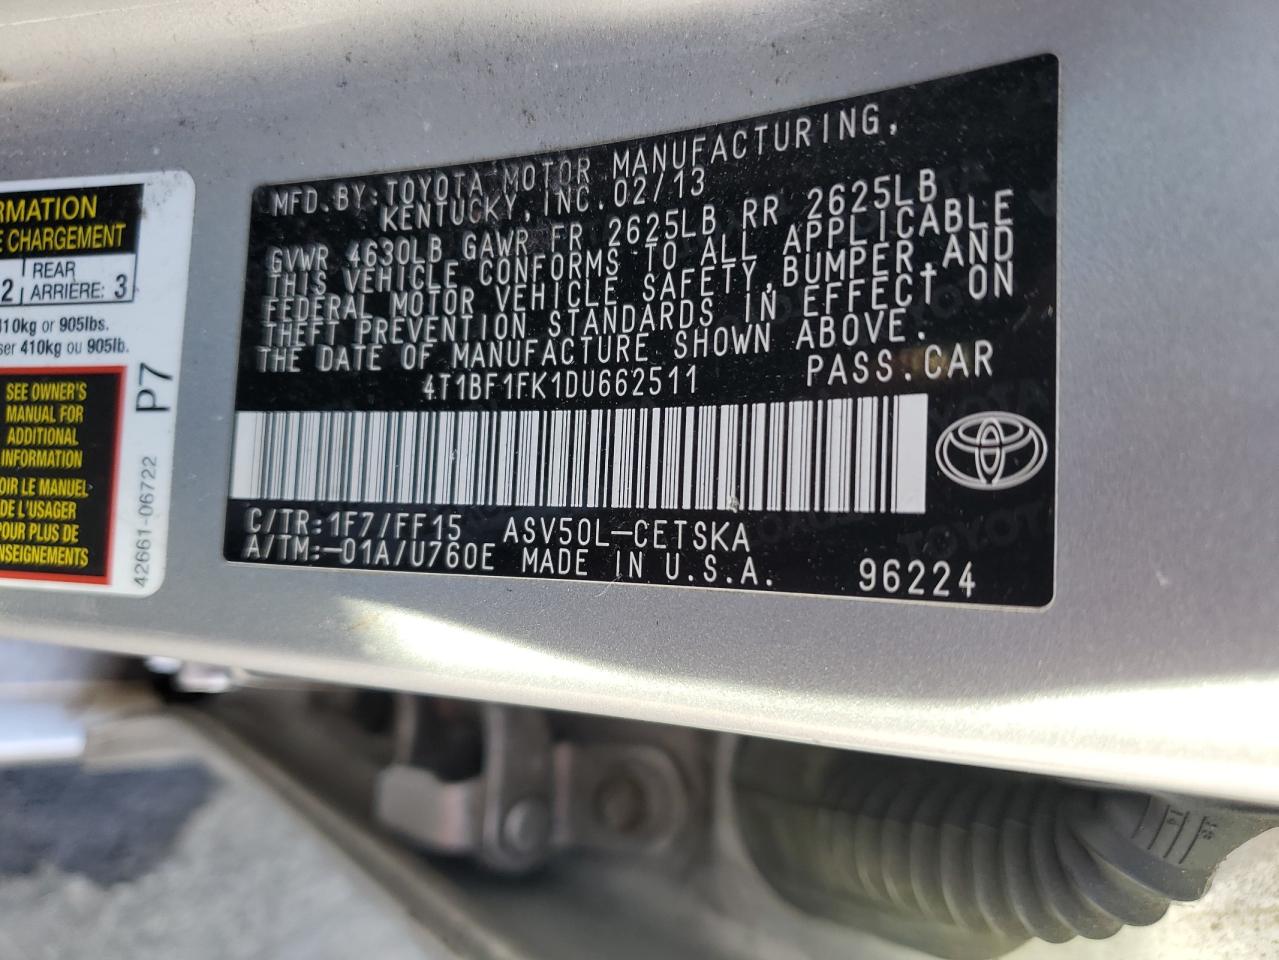 RMATION
E CHARGEMENT
2 REAR ARRIÈRE: 3
410kg or 905lbs.
ser 410kg ou 905lb.
SEE OWNER'S
MANUAL FOR
ADDITIONAL
INFORMATION
OIR LE MANUEL
DE L'USAGER
POUR PLUS DE
NSEIGNEMENTS
P7
42661-06722
MFD.BY:TOYOTA MOTOR MANUFACTURING,
KENTUCKY,INC.02/13
GVWR 4630LB GAWR FR 2625LB RR 2625LB
THIS VEHICLE CONFORMS TO ALL APPLICABLE
FEDERAL MOTOR VEHICLE SAFETY,BUMPER,AND
THEFT PREVENTION STANDARDS IN EFFECT ON
THE DATE OF MANUFACTURE SHOWN ABOVE.
4T1BF1FK1DU662511 PASS.CAR
C/TR:1F7/FF15 ASV50L-CETSKA
A/TM:-01A/U760E MADE IN U.S.A. 96224